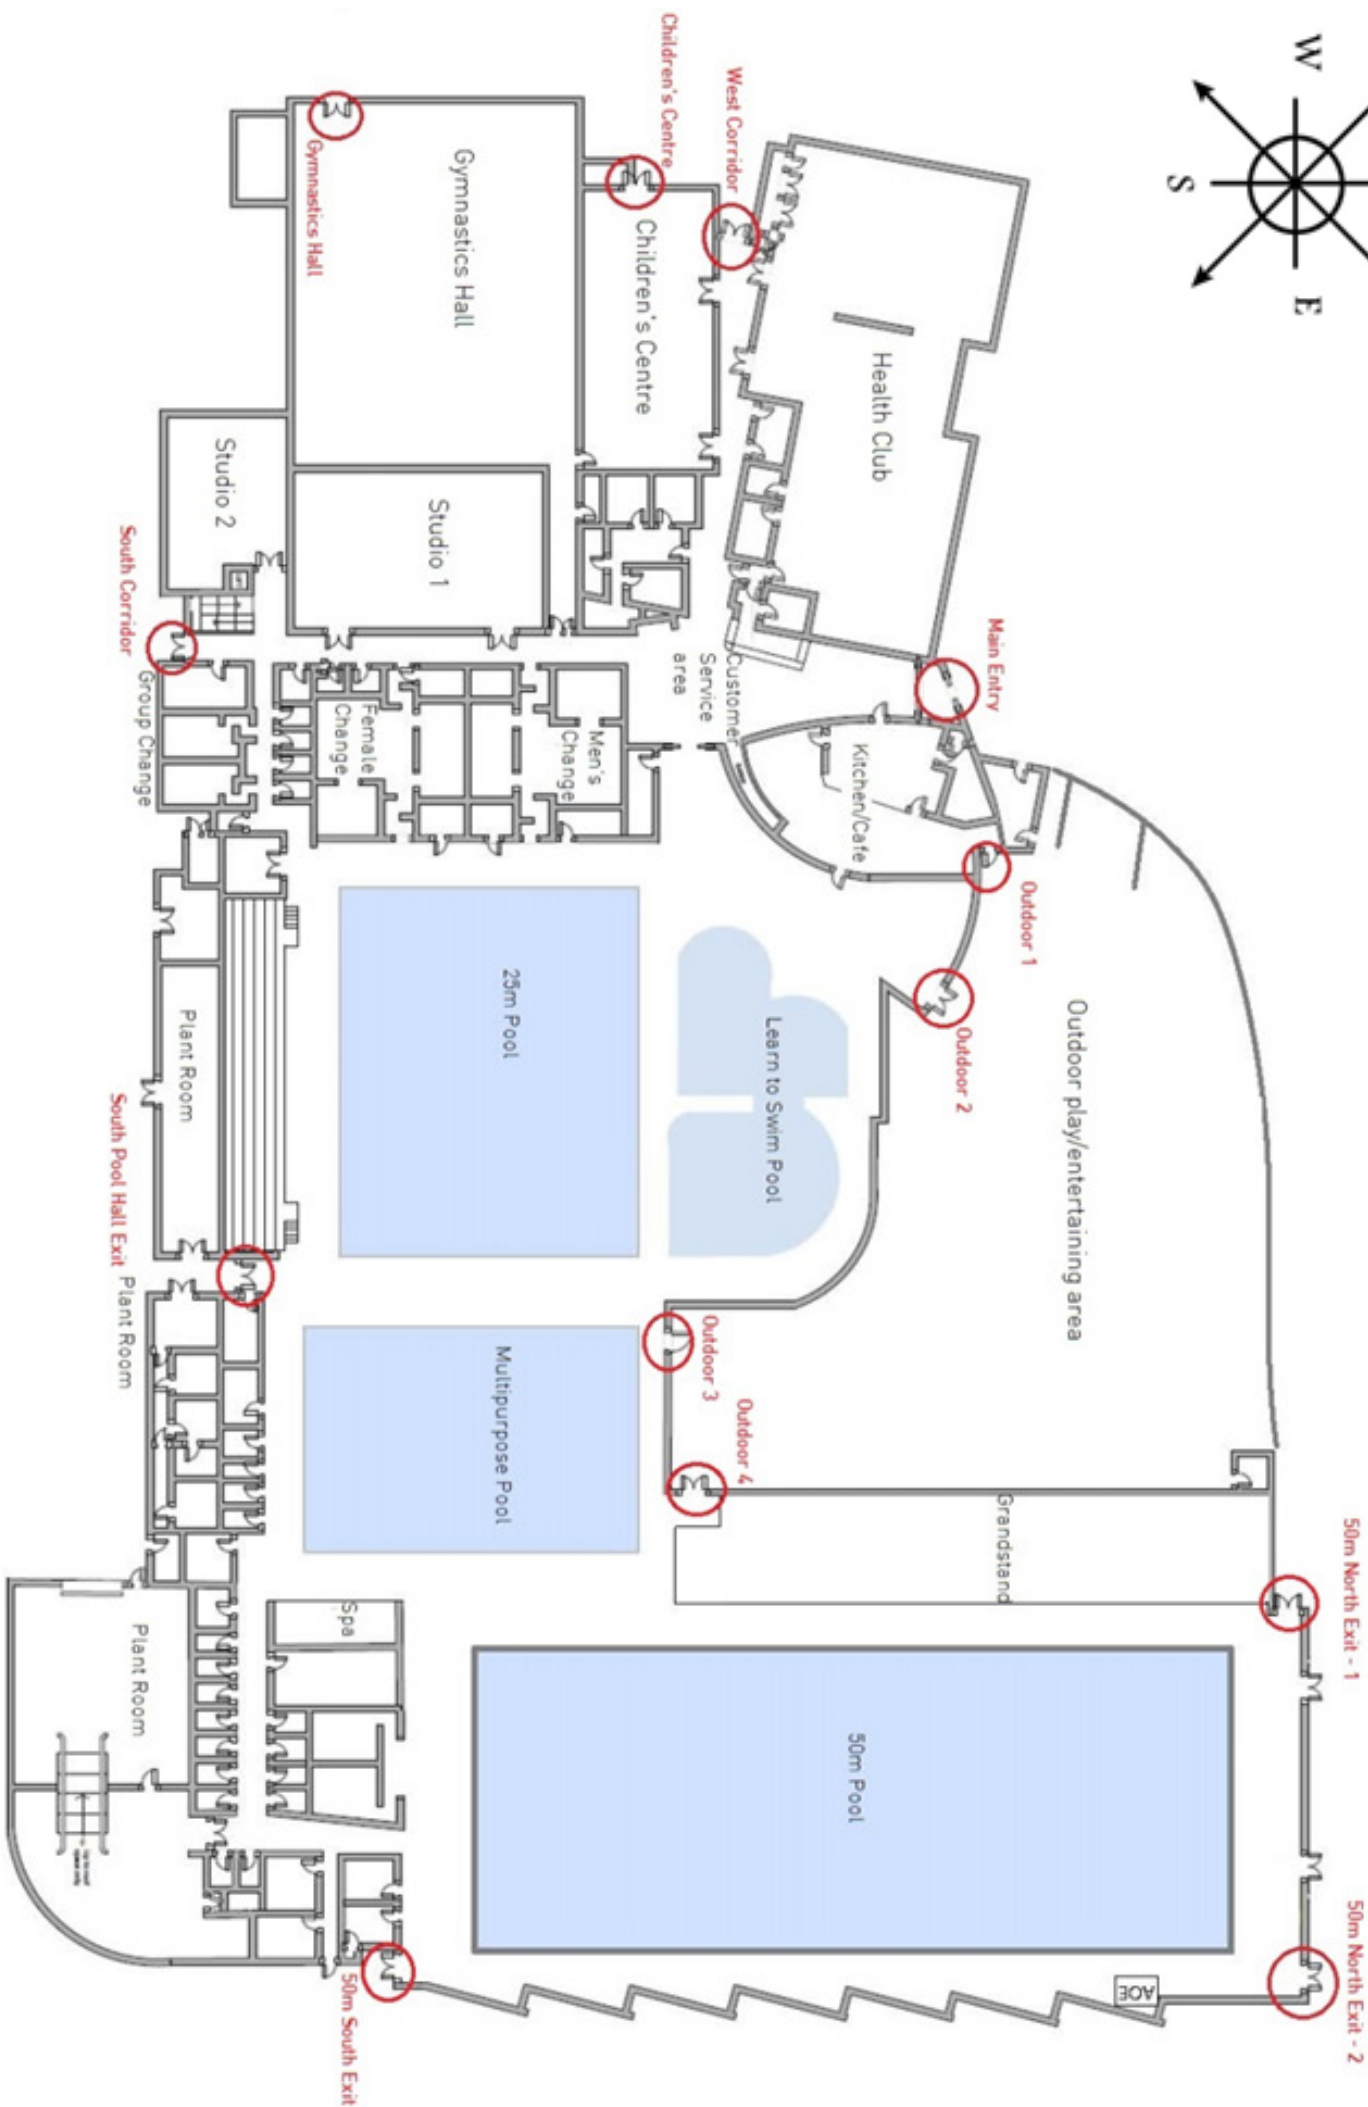 W
S
E
Children's Centre
West Corridor
Gymnastics Hall
Gymnastics Hall
Children's Centre
Health Club
Studio 2
Studio 1
South Corridor
Main Entry
Customer
Service
area
Group Change
Female
Change
Men's
Change
Kitchen/Cafe
Outdoor 1
Outdoor 2
25m Pool
Learn to Swim Pool
Outdoor play/entertaining area
Plant Room
South Pool Hall Exit
Plant Room
Multipurpose Pool
Outdoor 3
Outdoor 4
Grandstand
50m North Exit - 1
Spa
Plant Room
50m Pool
50m North Exit - 2
50m South Exit
AOE